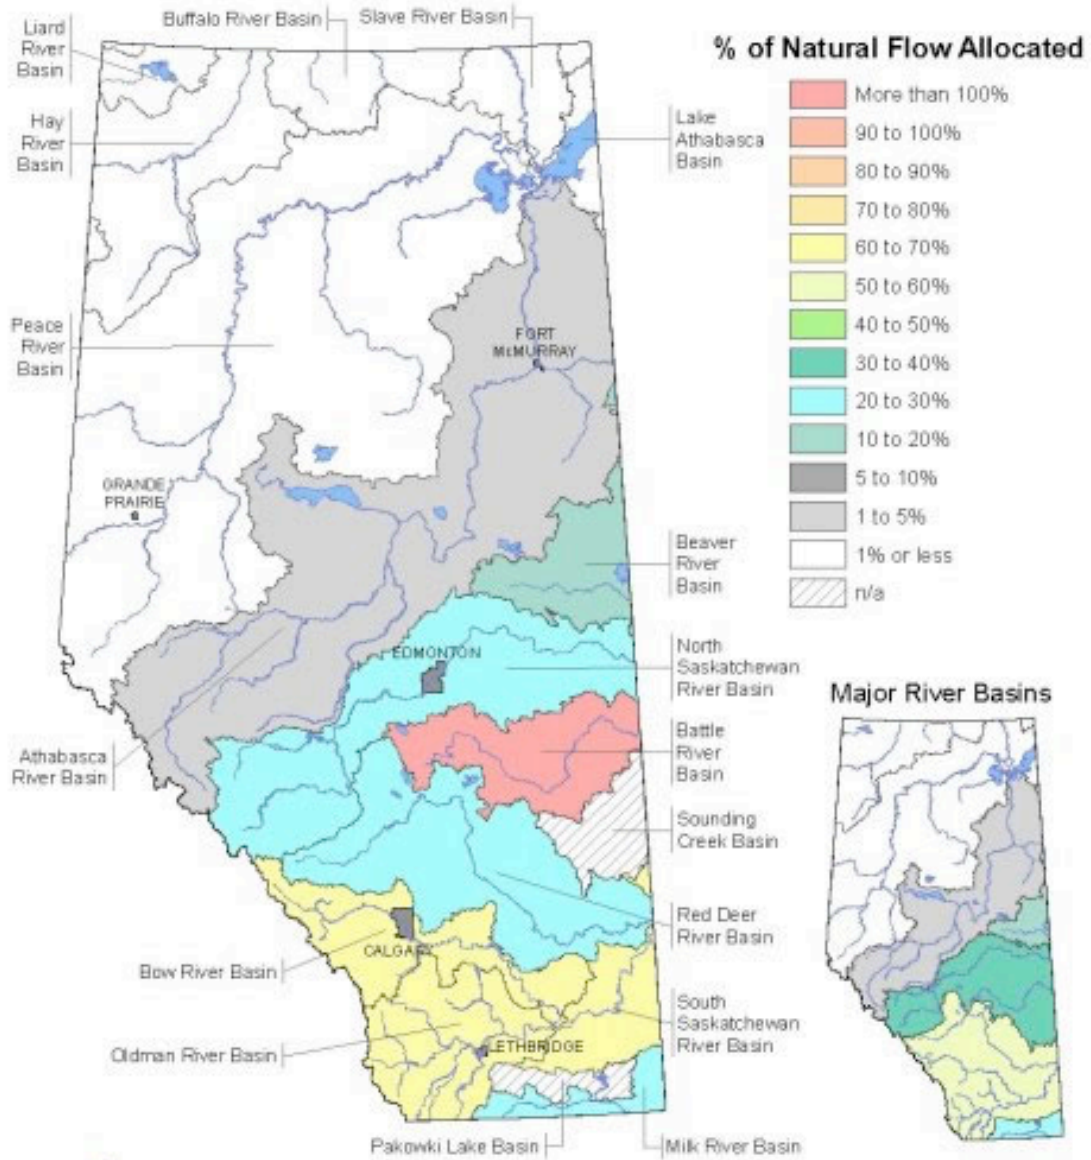 Liard
River
Basin
Buffalo River Basin
Slave River Basin
Hay
River
Basin
Lake
Athabasca
Basin
Peace
River
Basin
FORT
McMURRAY
GRANDE
PRAIRIE
Beaver
River
Basin
EDMONTON
North
Saskatchewan
River Basin
Battle
River
Basin
Athabasca
River Basin
Sounding
Creek Basin
Red Deer
River Basin
CALGARY
Bow River Basin
South
Saskatchewan
River Basin
Oldman River Basin
LETHBRIDGE
Pakowki Lake Basin
Milk River Basin
% of Natural Flow Allocated
More than 100%
90 to 100%
80 to 90%
70 to 80%
60 to 70%
50 to 60%
40 to 50%
30 to 40%
20 to 30%
10 to 20%
5 to 10%
1 to 5%
1% or less
n/a
Major River Basins